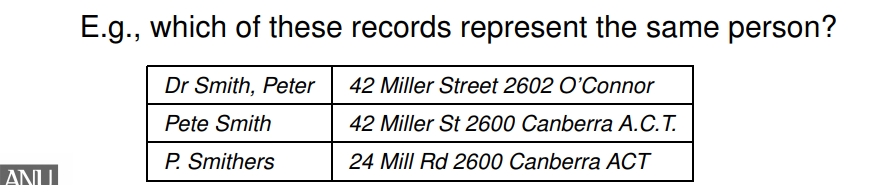 E.g., which of these records represent the same person?
Dr Smith, Peter 42 Miller Street 2602 O'Connor
Pete Smith 42 Miller St 2600 Canberra A.C.T.
P. Smithers 24 Mill Rd 2600 Canberra ACT
ANU